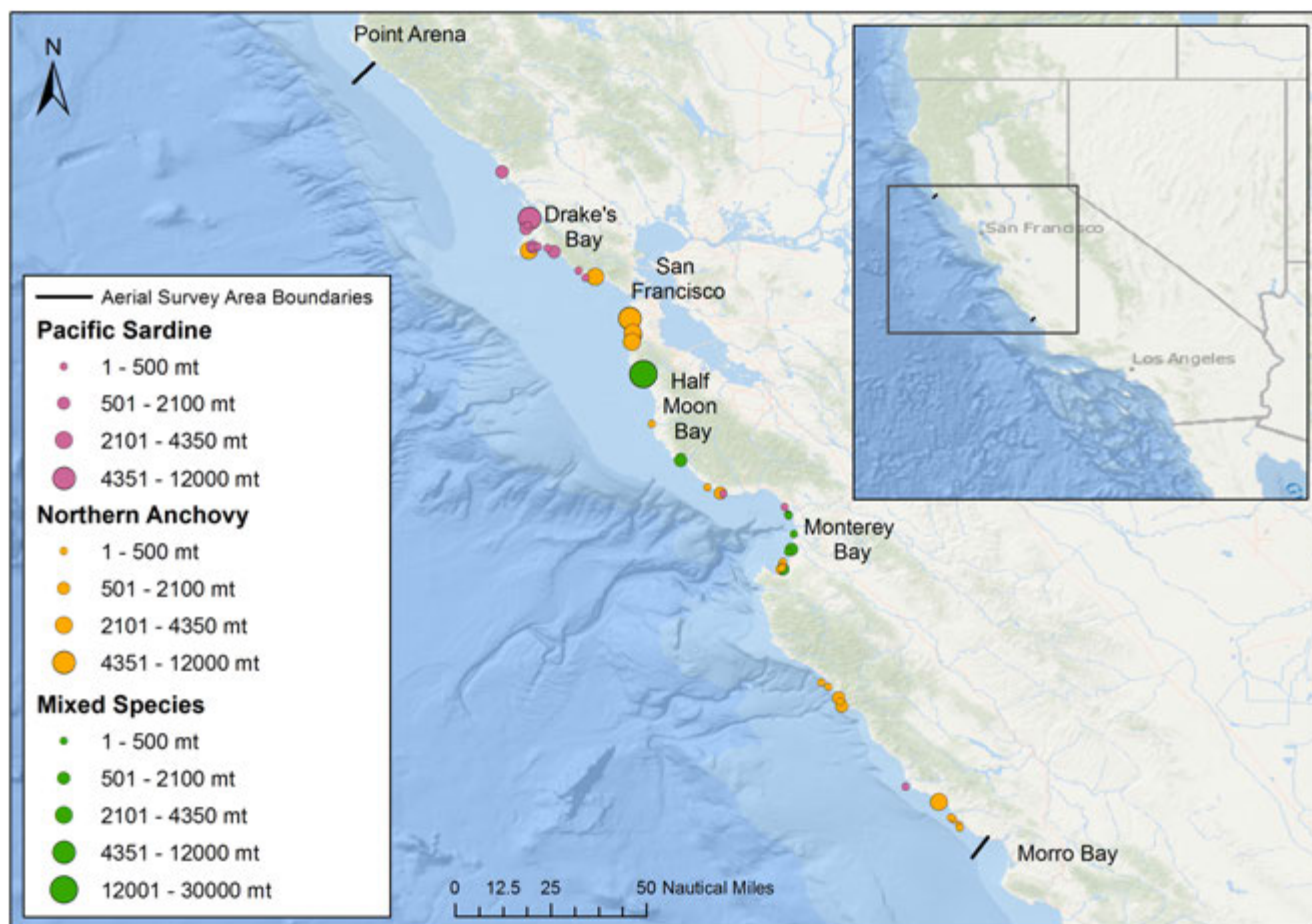 Point Arena
N
Drake's
Bay
San
Francisco
Half
Moon
Bay
Monterey
Bay
Morro Bay
San Francisco
Los Angeles
Aerial Survey Area Boundaries
Pacific Sardine
1 - 500 mt
501 - 2100 mt
2101 - 4350 mt
4351 - 12000 mt
Northern Anchovy
1 - 500 mt
501 - 2100 mt
2101 - 4350 mt
4351 - 12000 mt
Mixed Species
1 - 500 mt
501 - 2100 mt
2101 - 4350 mt
4351 - 12000 mt
12001 - 30000 mt
0 12.5 25 50 Nautical Miles